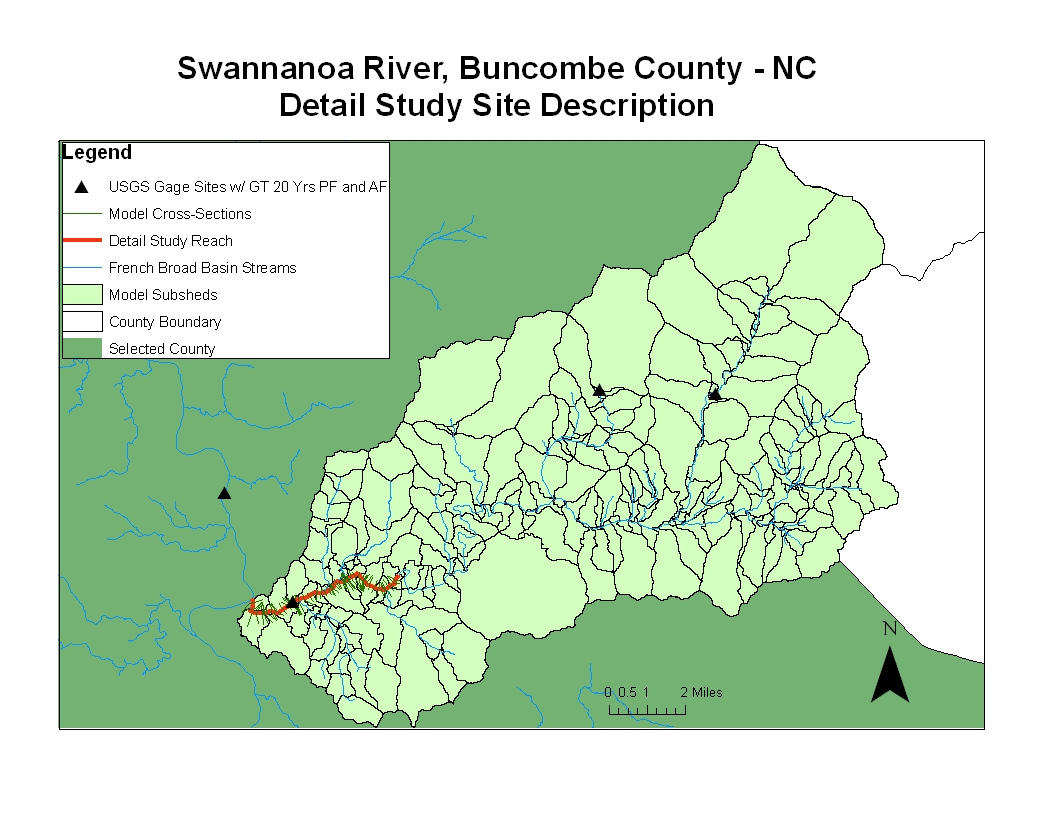 Swannanoa River, Buncombe County - NC
Detail Study Site Description
Legend
USGS Gage Sites w/ GT 20 Yrs PF and AF
Model Cross-Sections
Detail Study Reach
French Broad Basin Streams
Model Subsheds
County Boundary
Selected County
N
0 0.5 1 2 Miles